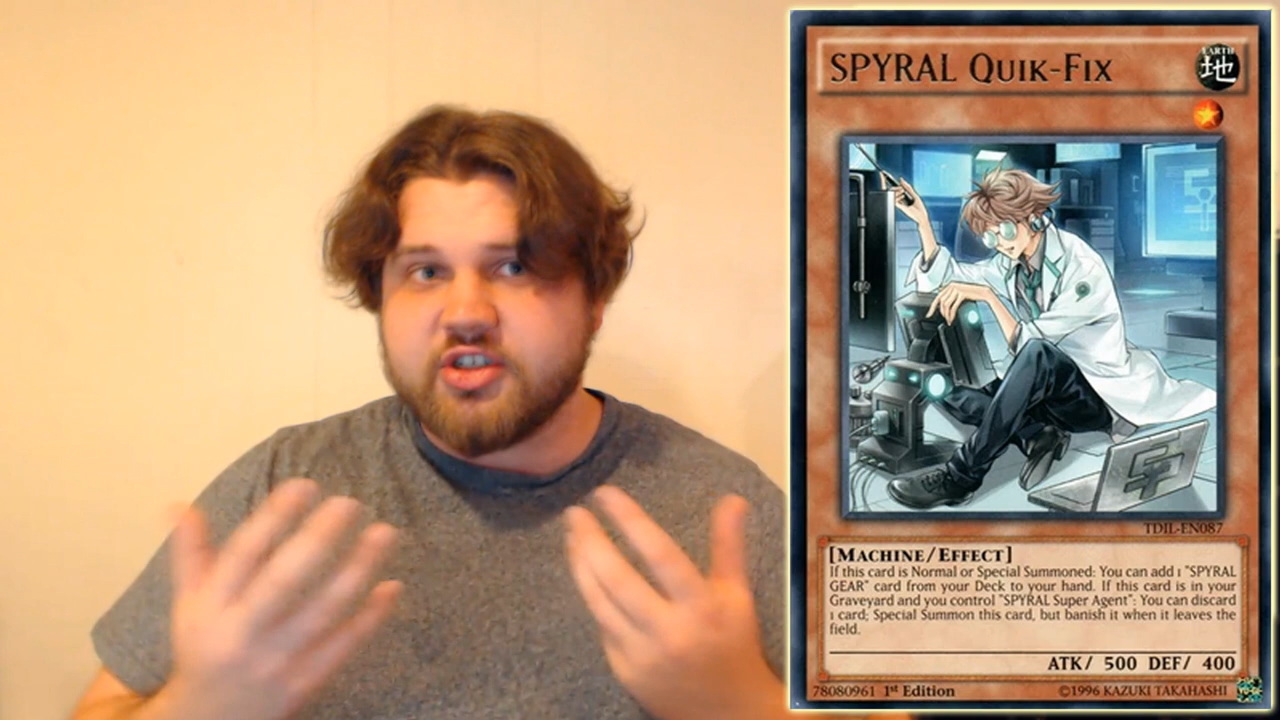 SPYRAL Quik-Fix
EARTH
地
TDIL-EN087
[Machine/Effect]
If this card is Normal or Special Summoned: You can add 1 "SPYRAL
GEAR" card from your Deck to your hand. If this card is in your
Graveyard and you control "SPYRAL Super Agent": You can discard
1 card; Special Summon this card, but banish it when it leaves the
field.
ATK/ 500 DEF/ 400
78080961 1st Edition ©1996 KAZUKI TAKAHASHI